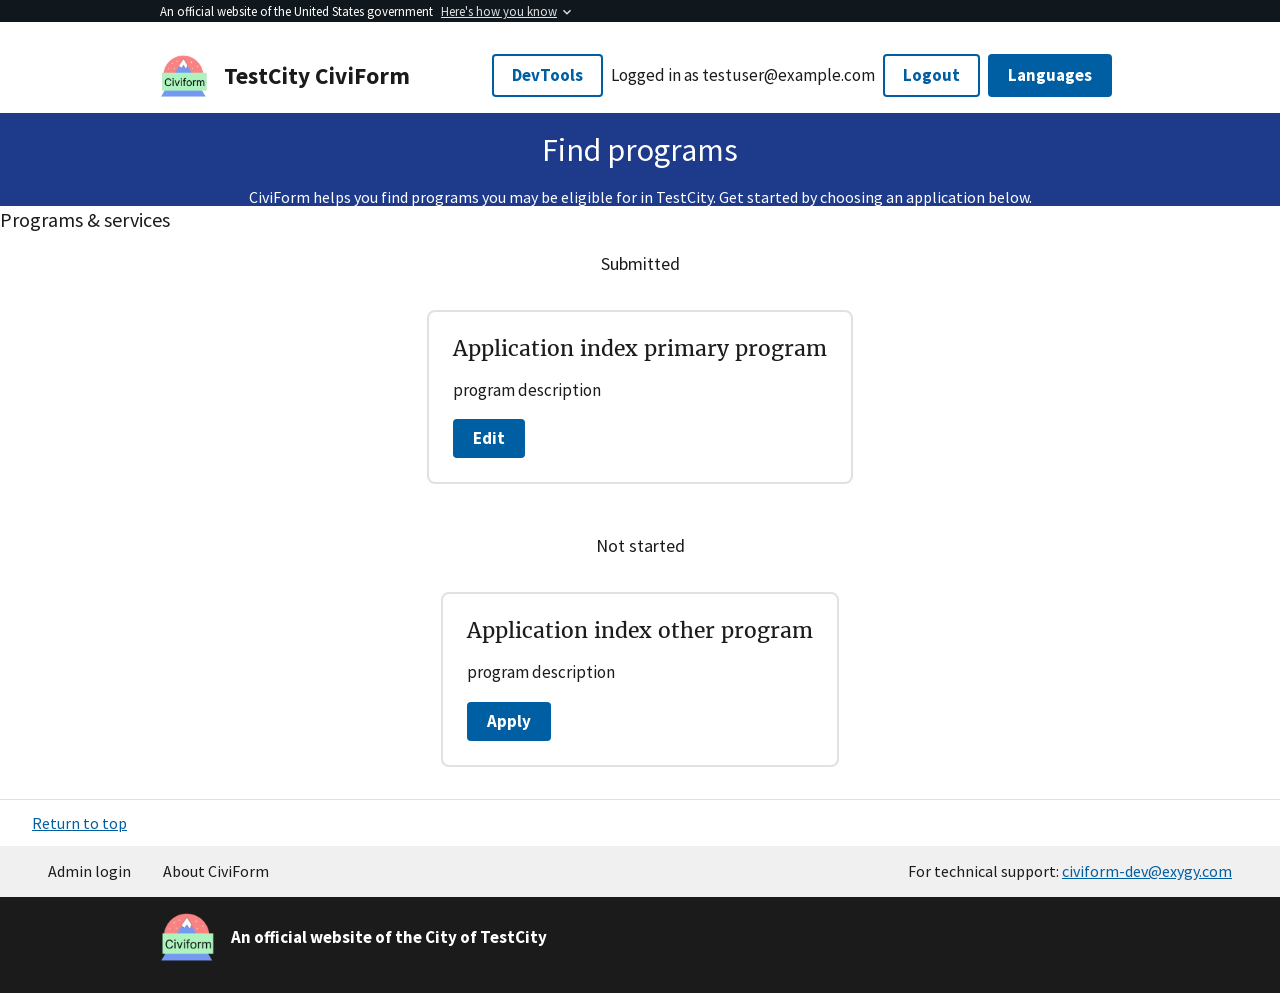 An official website of the United States government Here's how you know
Civiform
TestCity CiviForm
DevTools
Logged in as testuser@example.com
Logout
Languages
Find programs
CiviForm helps you find programs you may be eligible for in TestCity. Get started by choosing an application below.
Programs & services
Submitted
Application index primary program
program description
Edit
Not started
Application index other program
program description
Apply
Return to top
Admin login
About CiviForm
For technical support: civiform-dev@exygy.com
Civiform
An official website of the City of TestCity